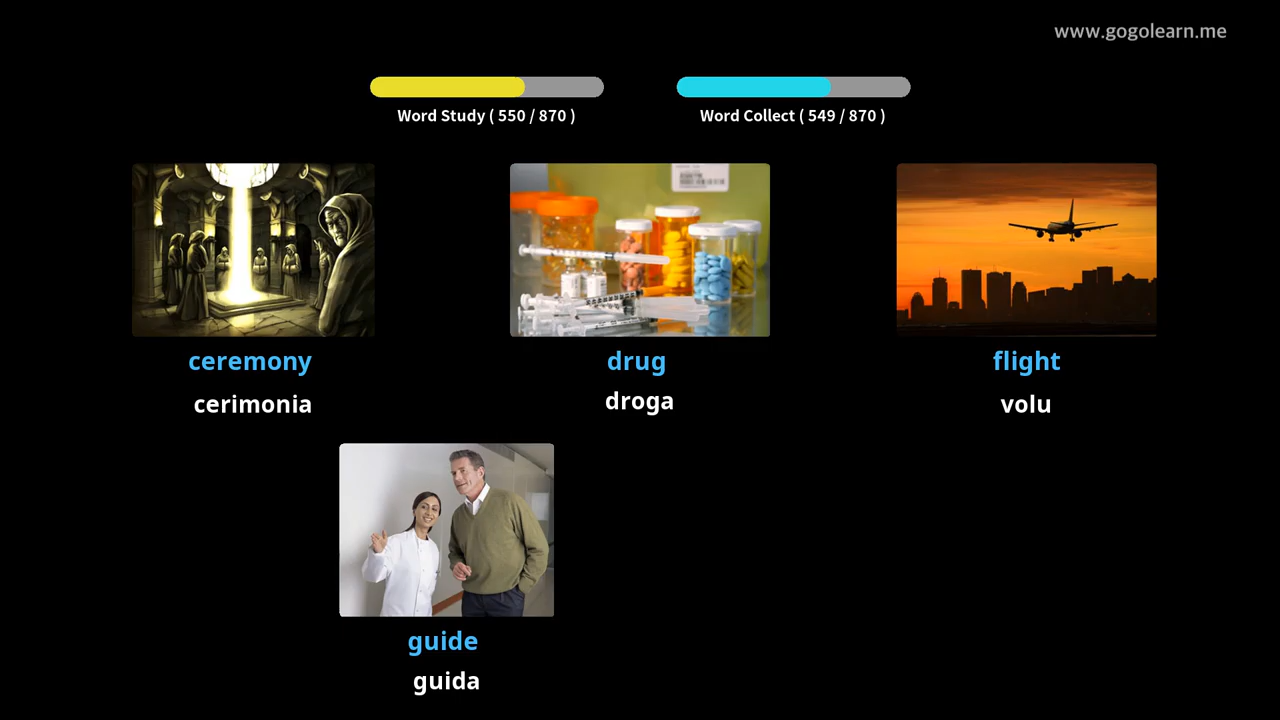 www.gogolearn.me
Word Study ( 550 / 870 )
Word Collect ( 549 / 870 )
ceremony
cerimonia
drug
droga
flight
volu
guide
guida